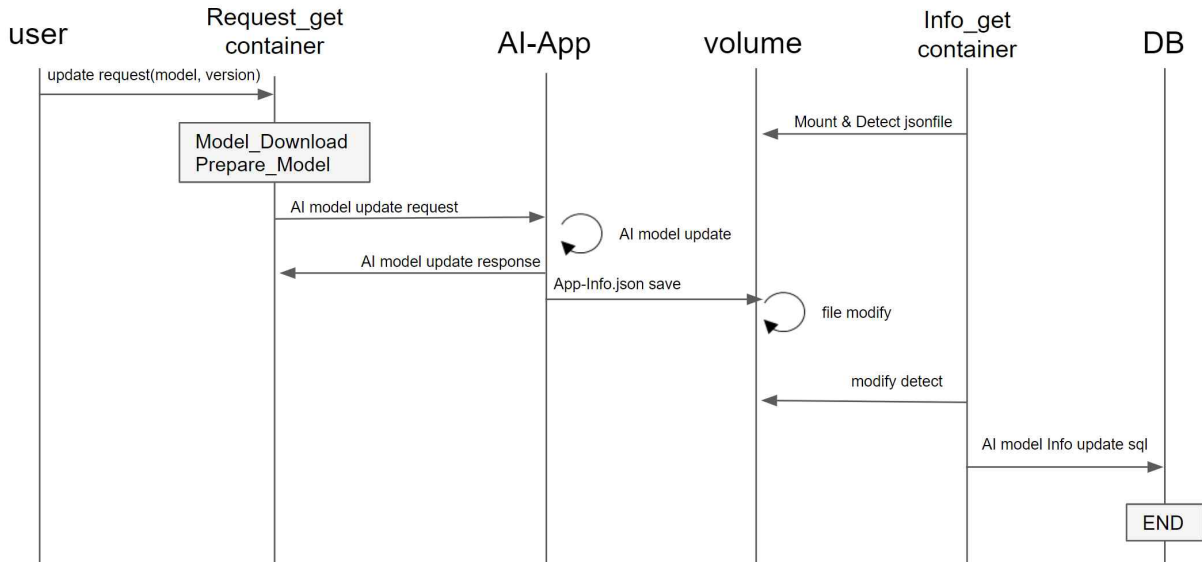 user
Request_get
container
AI-App
volume
Info_get
container
DB
update request(model, version)
Mount & Detect jsonfile
Model_Download
Prepare_Model
AI model update request
AI model update
AI model update response
App-Info.json save
file modify
modify detect
AI model Info update sql
END